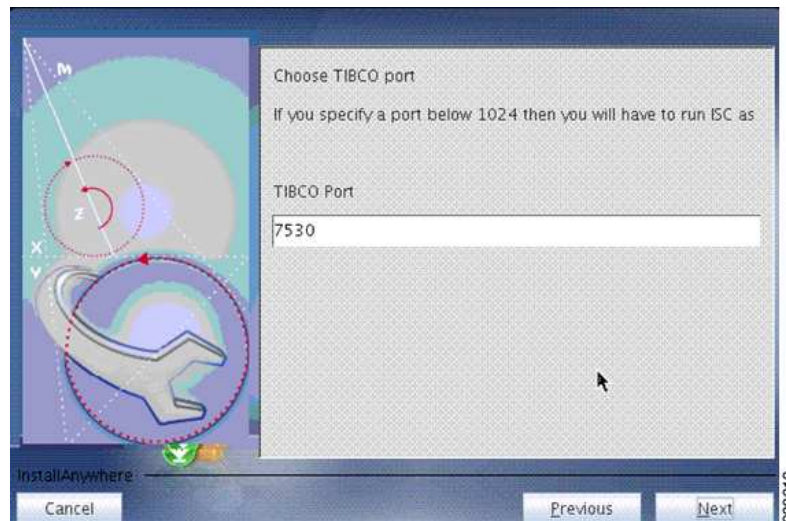 Choose TIBCO port
If you specify a port below 1024 then you will have to run ISC as
TIBCO Port
7530
M
Z
X
Y
InstallAnywhere
Cancel
Previous
Next